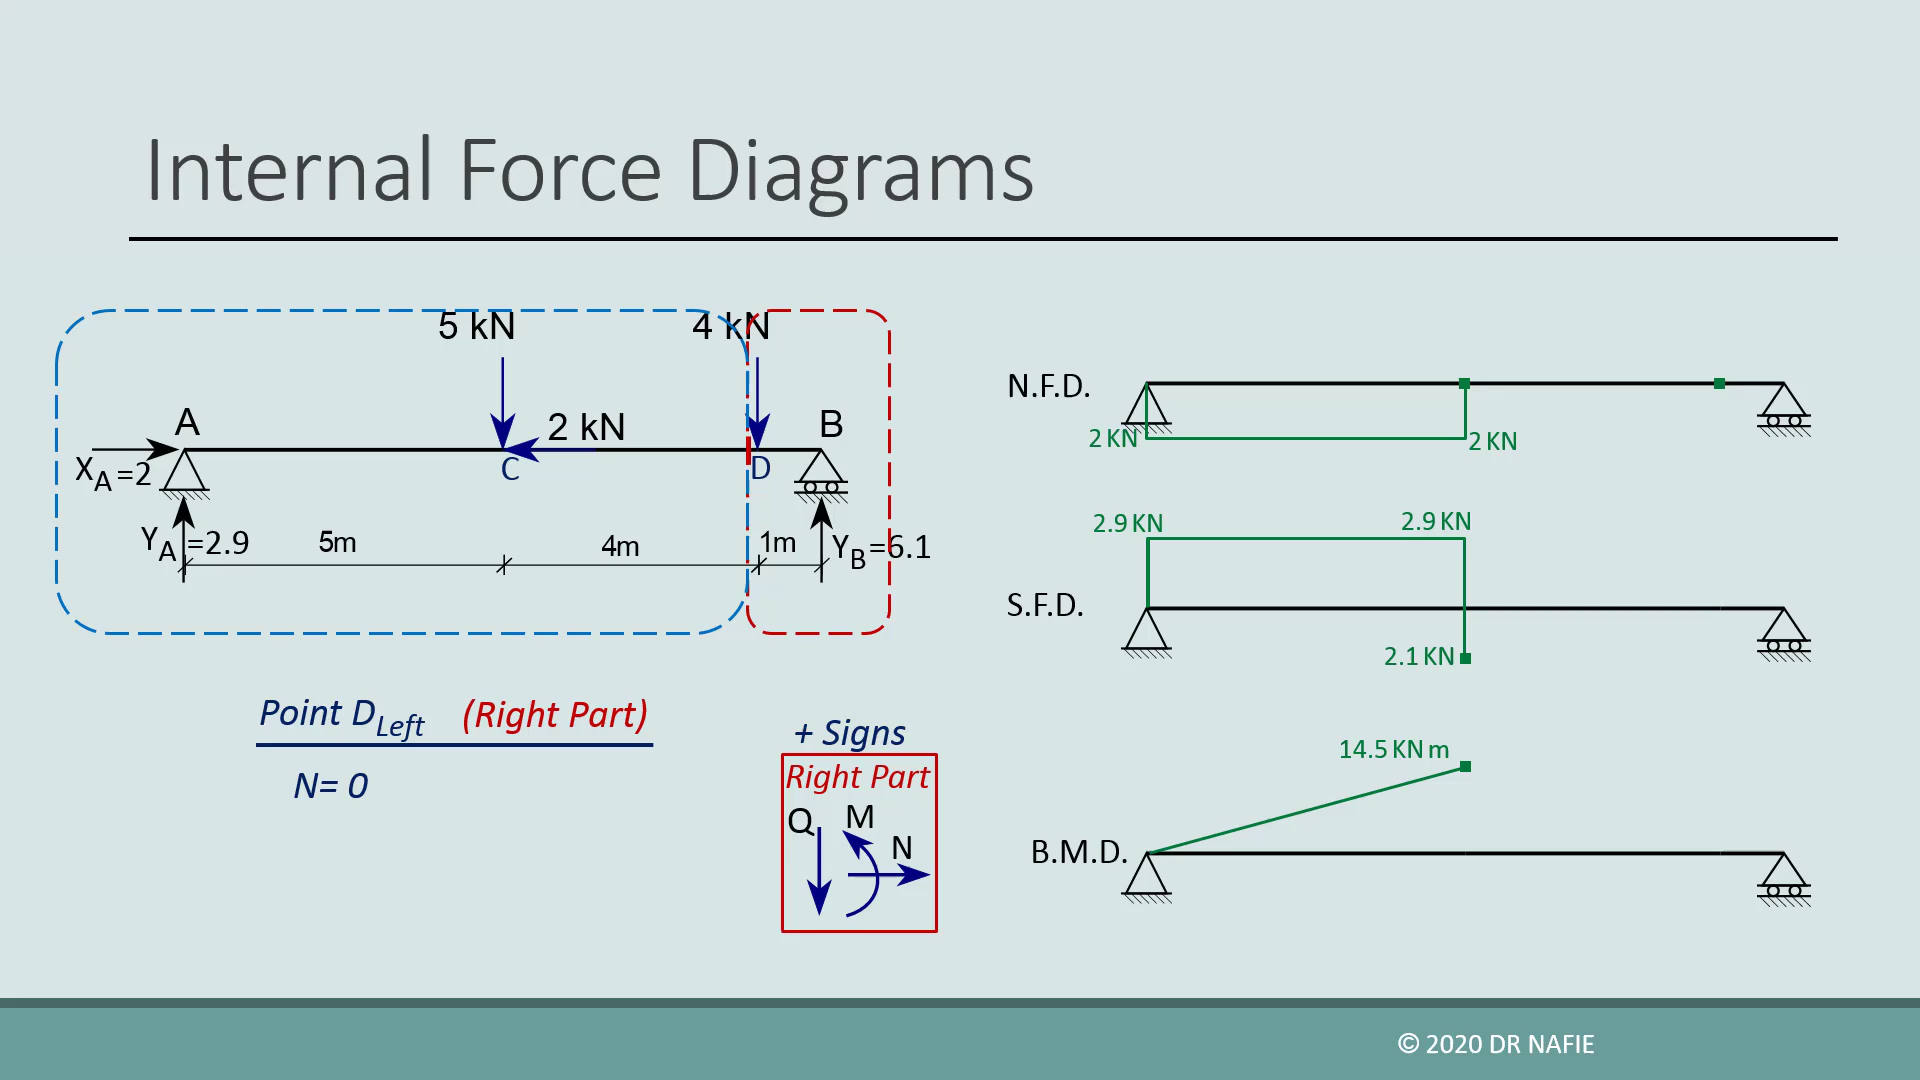 Internal Force Diagrams
5 kN
4 kN
A
2 kN
B
C
D
XA=2
YA=2.9
5m
4m
1m
YB=6.1
Point DLeft (Right Part)
N= 0
+ Signs
Right Part
Q
M
N
N.F.D.
2 KN
2 KN
2.9 KN
2.9 KN
S.F.D.
2.1 KN
14.5 KN m
B.M.D.
© 2020 DR NAFIE